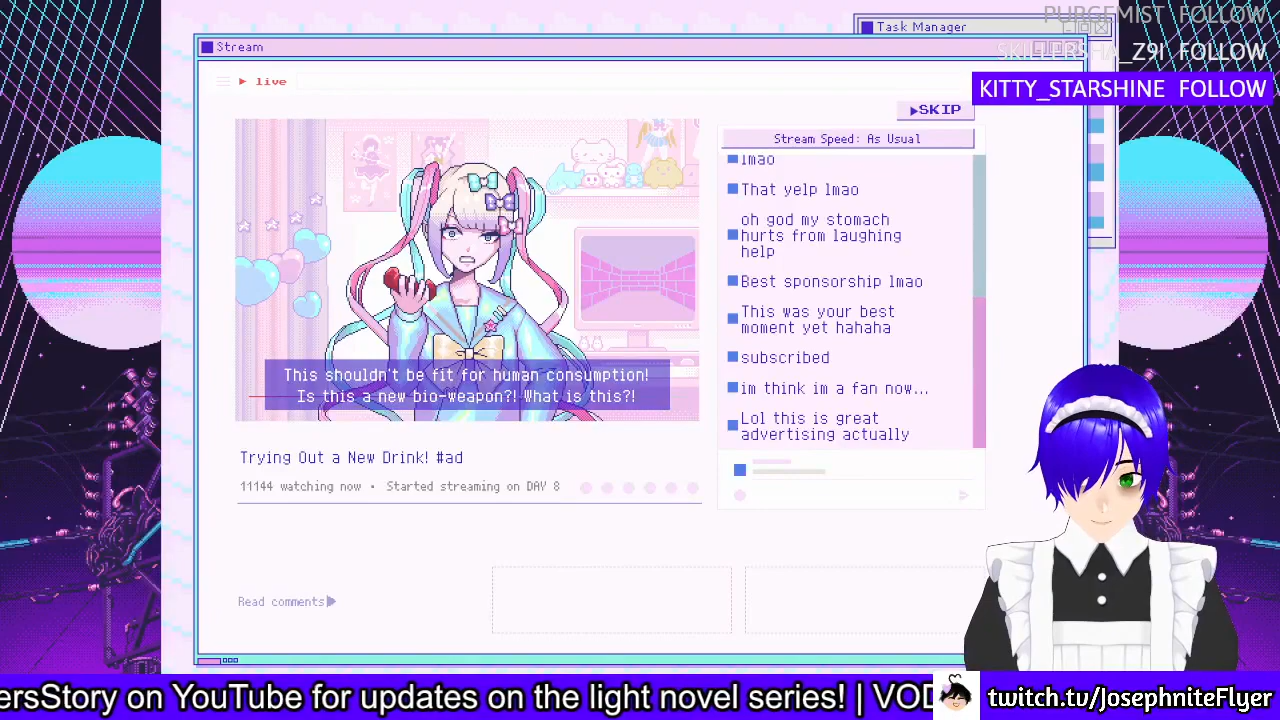 Task Manager
PURGEMIST FOLLOW
Stream
SKILLERSHA_Z9I FOLLOW
live
KITTY_STARSHINE FOLLOW
▶SKIP
Stream Speed: As Usual
lmao
That yelp lmao
oh god my stomach
hurts from laughing
help
Best sponsorship lmao
This was your best
moment yet hahaha
subscribed
im think im a fan now...
Lol this is great
advertising actually
This shouldn't be fit for human consumption!
Is this a new bio-weapon?! What is this?!
Trying Out a New Drink! #ad
11144 watching now • Started streaming on DAY 8
Read comments▶
ersStory on YouTube for updates on the light novel series! | VOD
twitch.tv/JosephniteFlyer